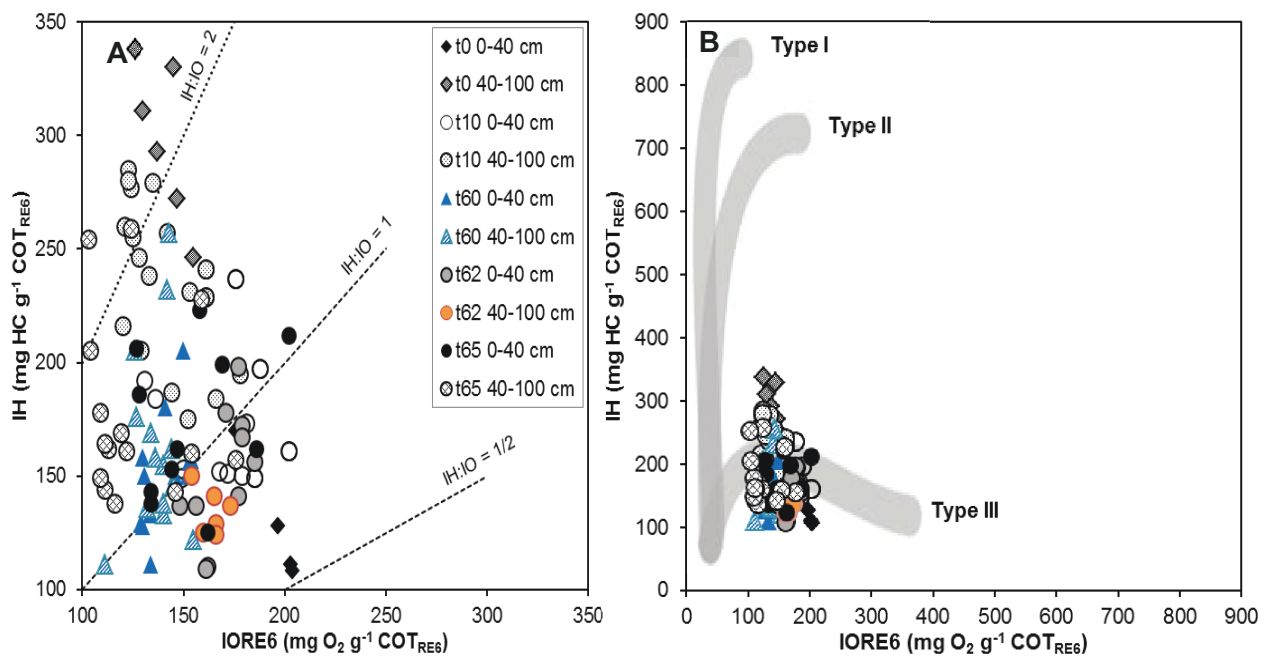 A
IH:IO = 2
IH:IO = 1
IH:IO = 1/2
t0 0-40 cm
t0 40-100 cm
t10 0-40 cm
t10 40-100 cm
t60 0-40 cm
t60 40-100 cm
t62 0-40 cm
t62 40-100 cm
t65 0-40 cm
t65 40-100 cm
350
300
250
200
150
100
IH (mg HC g⁻¹ COT_RE6)
100 150 200 250 300 350
IORE6 (mg O₂ g⁻¹ COT_RE6)
B
Type I
Type II
Type III
900
800
700
600
500
400
300
200
100
0
IH (mg HC g⁻¹ COT_RE6)
0 100 200 300 400 500 600 700 800 900
IORE6 (mg O₂ g⁻¹ COT_RE6)